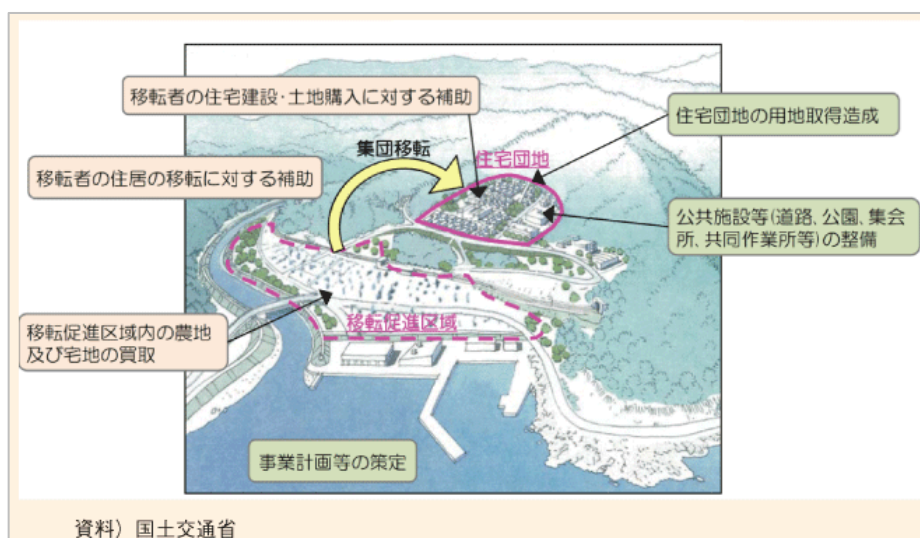 移転者の住宅建設・土地購入に対する補助
住宅団地の用地取得造成
集団移転
住宅団地
移転者の住居の移転に対する補助
公共施設等(道路、公園、集会
所、共同作業所等)の整備
移転促進区域
移転促進区域内の農地
及び宅地の買取
事業計画等の策定
資料）国土交通省